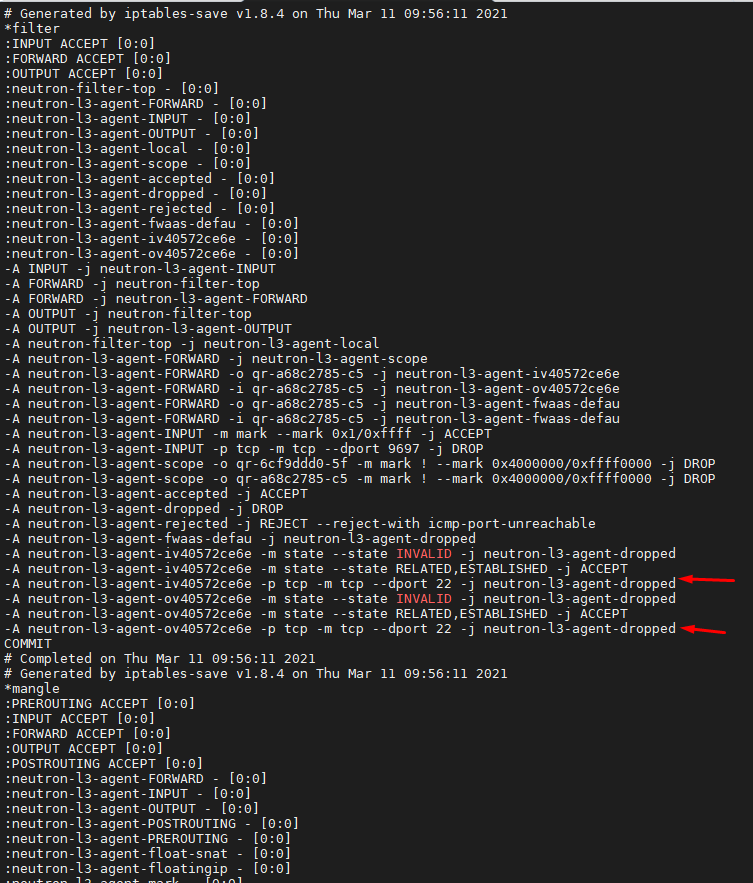 # Generated by iptables-save v1.8.4 on Thu Mar 11 09:56:11 2021
*filter
:INPUT ACCEPT [0:0]
:FORWARD ACCEPT [0:0]
:OUTPUT ACCEPT [0:0]
:neutron-filter-top - [0:0]
:neutron-l3-agent-FORWARD - [0:0]
:neutron-l3-agent-INPUT - [0:0]
:neutron-l3-agent-OUTPUT - [0:0]
:neutron-l3-agent-local - [0:0]
:neutron-l3-agent-scope - [0:0]
:neutron-l3-agent-accepted - [0:0]
:neutron-l3-agent-dropped - [0:0]
:neutron-l3-agent-rejected - [0:0]
:neutron-l3-agent-fwaas-defau - [0:0]
:neutron-l3-agent-iv40572ce6e - [0:0]
:neutron-l3-agent-ov40572ce6e - [0:0]
-A INPUT -j neutron-l3-agent-INPUT
-A FORWARD -j neutron-filter-top
-A FORWARD -j neutron-l3-agent-FORWARD
-A OUTPUT -j neutron-filter-top
-A OUTPUT -j neutron-l3-agent-OUTPUT
-A neutron-filter-top -j neutron-l3-agent-local
-A neutron-l3-agent-FORWARD -j neutron-l3-agent-scope
-A neutron-l3-agent-FORWARD -o qr-a68c2785-c5 -j neutron-l3-agent-iv40572ce6e
-A neutron-l3-agent-FORWARD -i qr-a68c2785-c5 -j neutron-l3-agent-ov40572ce6e
-A neutron-l3-agent-FORWARD -o qr-a68c2785-c5 -j neutron-l3-agent-fwaas-defau
-A neutron-l3-agent-FORWARD -i qr-a68c2785-c5 -j neutron-l3-agent-fwaas-defau
-A neutron-l3-agent-INPUT -m mark --mark 0x1/0xffff -j ACCEPT
-A neutron-l3-agent-INPUT -p tcp -m tcp --dport 9697 -j DROP
-A neutron-l3-agent-scope -o qr-6cf9ddd0-5f -m mark ! --mark 0x4000000/0xffff0000 -j DROP
-A neutron-l3-agent-scope -o qr-a68c2785-c5 -m mark ! --mark 0x4000000/0xffff0000 -j DROP
-A neutron-l3-agent-accepted -j ACCEPT
-A neutron-l3-agent-dropped -j DROP
-A neutron-l3-agent-rejected -j REJECT --reject-with icmp-port-unreachable
-A neutron-l3-agent-fwaas-defau -j neutron-l3-agent-dropped
-A neutron-l3-agent-iv40572ce6e -m state --state INVALID -j neutron-l3-agent-dropped
-A neutron-l3-agent-iv40572ce6e -m state --state RELATED,ESTABLISHED -j ACCEPT
-A neutron-l3-agent-iv40572ce6e -p tcp -m tcp --dport 22 -j neutron-l3-agent-dropped
-A neutron-l3-agent-ov40572ce6e -m state --state INVALID -j neutron-l3-agent-dropped
-A neutron-l3-agent-ov40572ce6e -m state --state RELATED,ESTABLISHED -j ACCEPT
-A neutron-l3-agent-ov40572ce6e -p tcp -m tcp --dport 22 -j neutron-l3-agent-dropped
COMMIT
# Completed on Thu Mar 11 09:56:11 2021
# Generated by iptables-save v1.8.4 on Thu Mar 11 09:56:11 2021
*mangle
:PREROUTING ACCEPT [0:0]
:INPUT ACCEPT [0:0]
:FORWARD ACCEPT [0:0]
:OUTPUT ACCEPT [0:0]
:POSTROUTING ACCEPT [0:0]
:neutron-l3-agent-FORWARD - [0:0]
:neutron-l3-agent-INPUT - [0:0]
:neutron-l3-agent-OUTPUT - [0:0]
:neutron-l3-agent-POSTROUTING - [0:0]
:neutron-l3-agent-PREROUTING - [0:0]
:neutron-l3-agent-float-snat - [0:0]
:neutron-l3-agent-floatingip - [0:0]
:neutron-l3-agent-mark - [0:0]